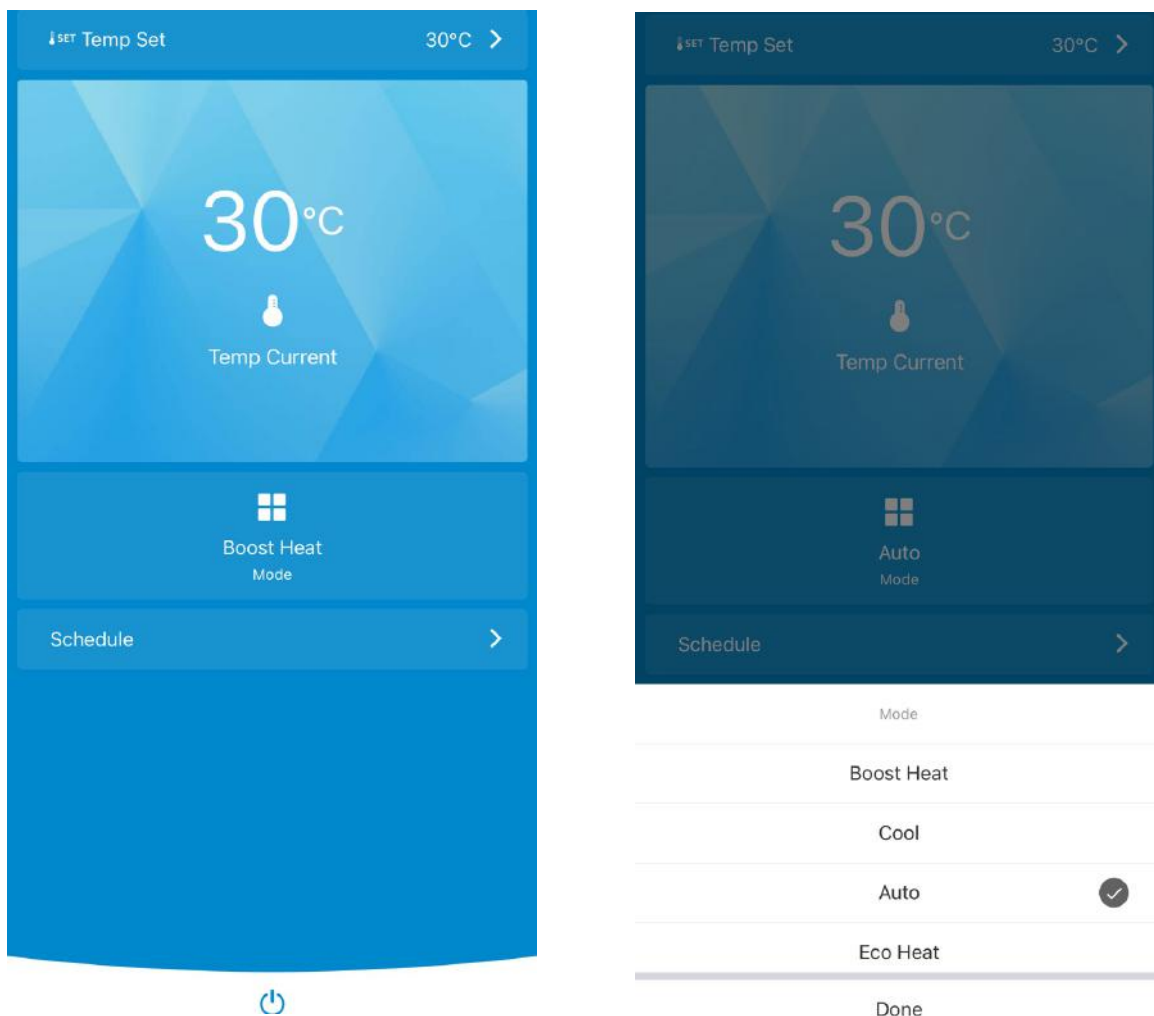 SET Temp Set 30°C
30°C
Temp Current
Boost Heat
Mode
Schedule
SET Temp Set 30°C
30°C
Temp Current
Auto
Mode
Schedule
Mode
Boost Heat
Cool
Auto
Eco Heat
Done